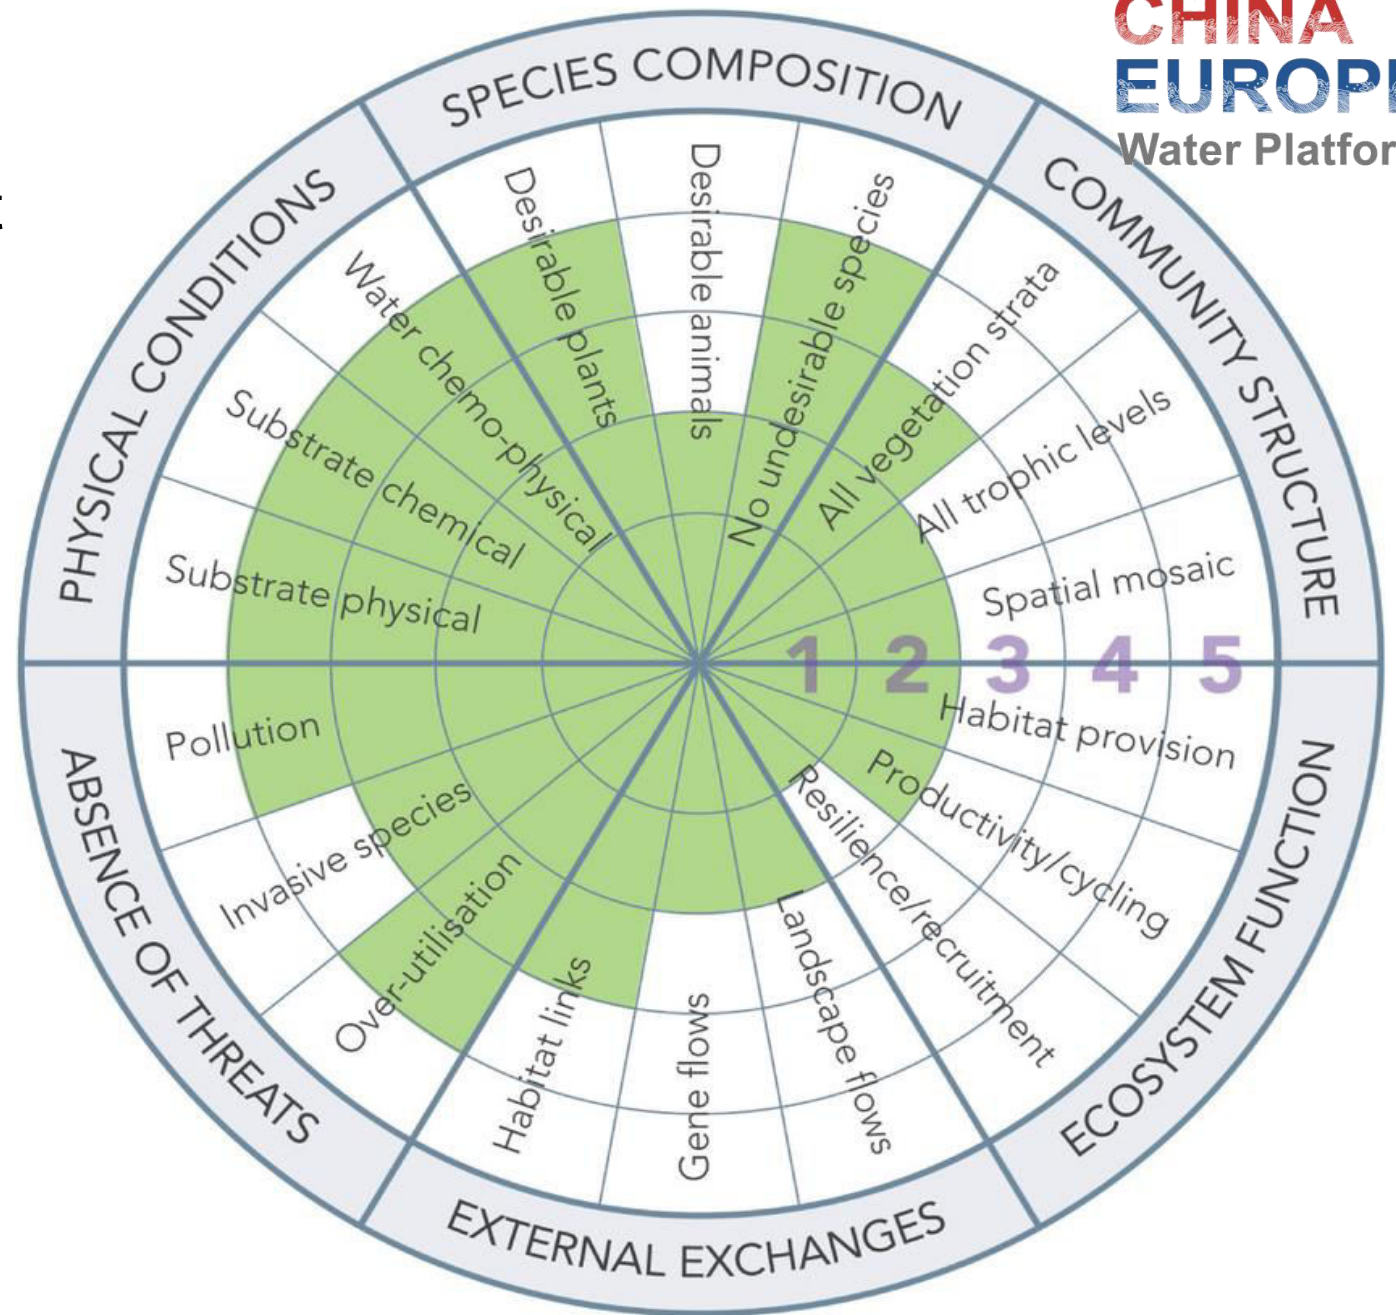 CHINA
EUROP
Water Platfor
SPECIES COMPOSITION
Desirable plants
Desirable animals
No undesirable species
COMMUNITY STRUCTURE
All vegetation strata
All trophic levels
Spatial mosaic
1 2 3 4 5
ECOSYSTEM FUNCTION
Habitat provision
Productivity/cycling
Resilience/recruitment
EXTERNAL EXCHANGES
Landscape flows
Gene flows
Habitat links
ABSENCE OF THREATS
Over-utilisation
Invasive species
Pollution
PHYSICAL CONDITIONS
Substrate physical
Substrate chemical
Water chemo-physical